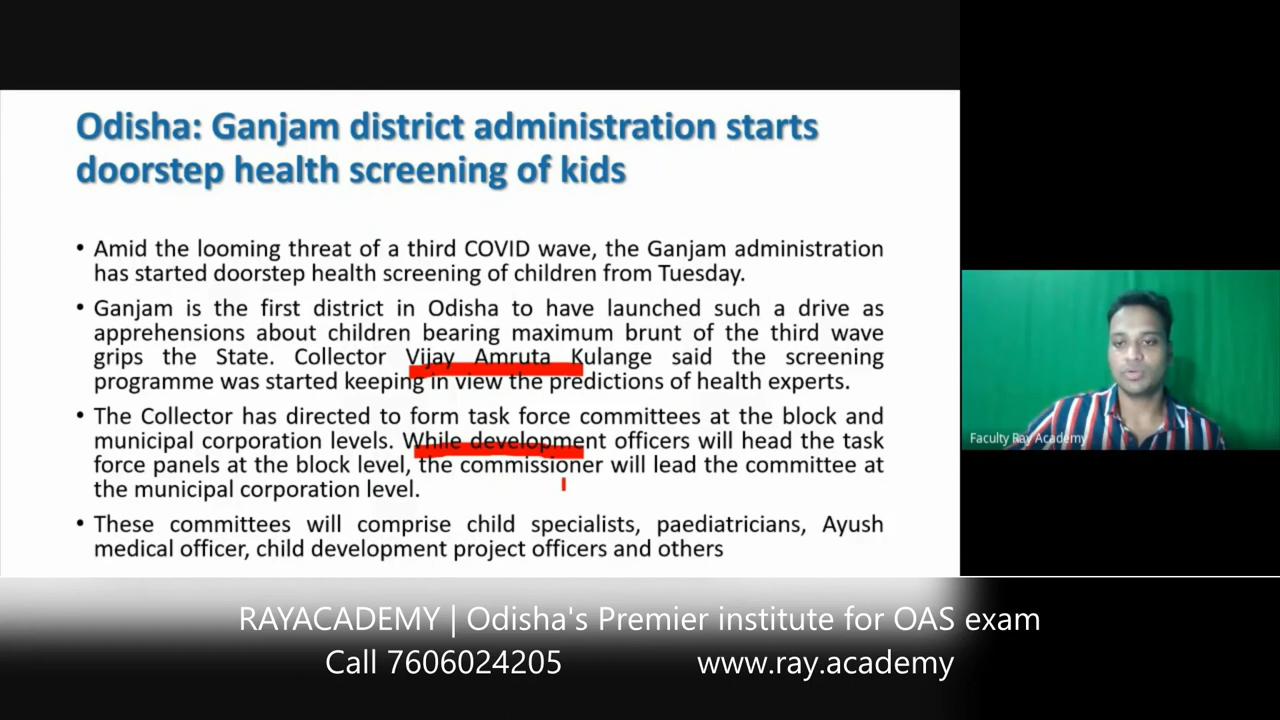 Odisha: Ganjam district administration starts
doorstep health screening of kids
• Amid the looming threat of a third COVID wave, the Ganjam administration
has started doorstep health screening of children from Tuesday.
• Ganjam is the first district in Odisha to have launched such a drive as
apprehensions about children bearing maximum brunt of the third wave
grips the State. Collector Vijay Amruta Kulange said the screening
programme was started keeping in view the predictions of health experts.
• The Collector has directed to form task force committees at the block and
municipal corporation levels. While development officers will head the task
force panels at the block level, the commissioner will lead the committee at
the municipal corporation level.
• These committees will comprise child specialists, paediatricians, Ayush
medical officer, child development project officers and others
Faculty Ray Academy
RAYACADEMY | Odisha's Premier institute for OAS exam
Call 7606024205 www.ray.academy